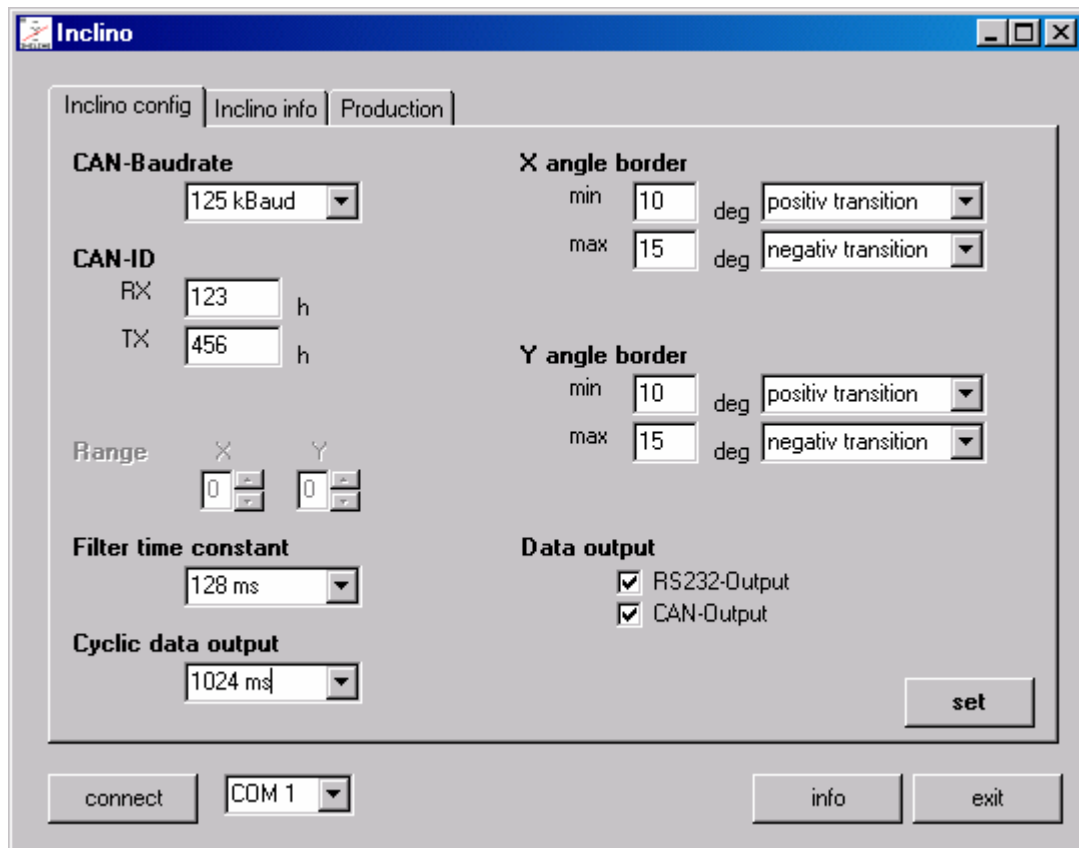 Inclino
Inclino config Inclino info Production
CAN-Baudrate
125 kBaud
CAN-ID
RX 123 h
TX 456 h
Range X Y
0 0
Filter time constant
128 ms
Cyclic data output
1024 ms
X angle border
min 10 deg positiv transition
max 15 deg negativ transition
Y angle border
min 10 deg positiv transition
max 15 deg negativ transition
Data output
RS232-Output
CAN-Output
set
connect COM 1 info exit